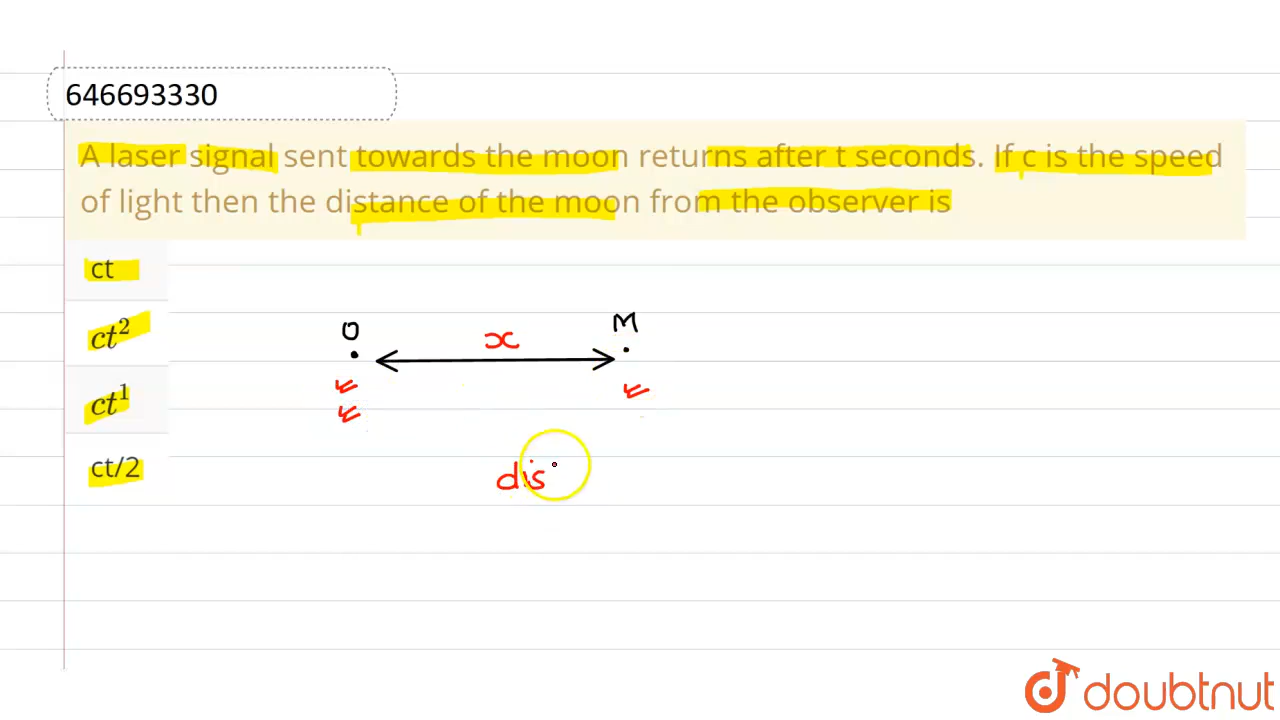 646693330
A laser signal sent towards the moon returns after t seconds. If c is the speed
of light then the distance of the moon from the observer is
ct
ct²
ct¹
ct/2
O x M
dis
doubtnut